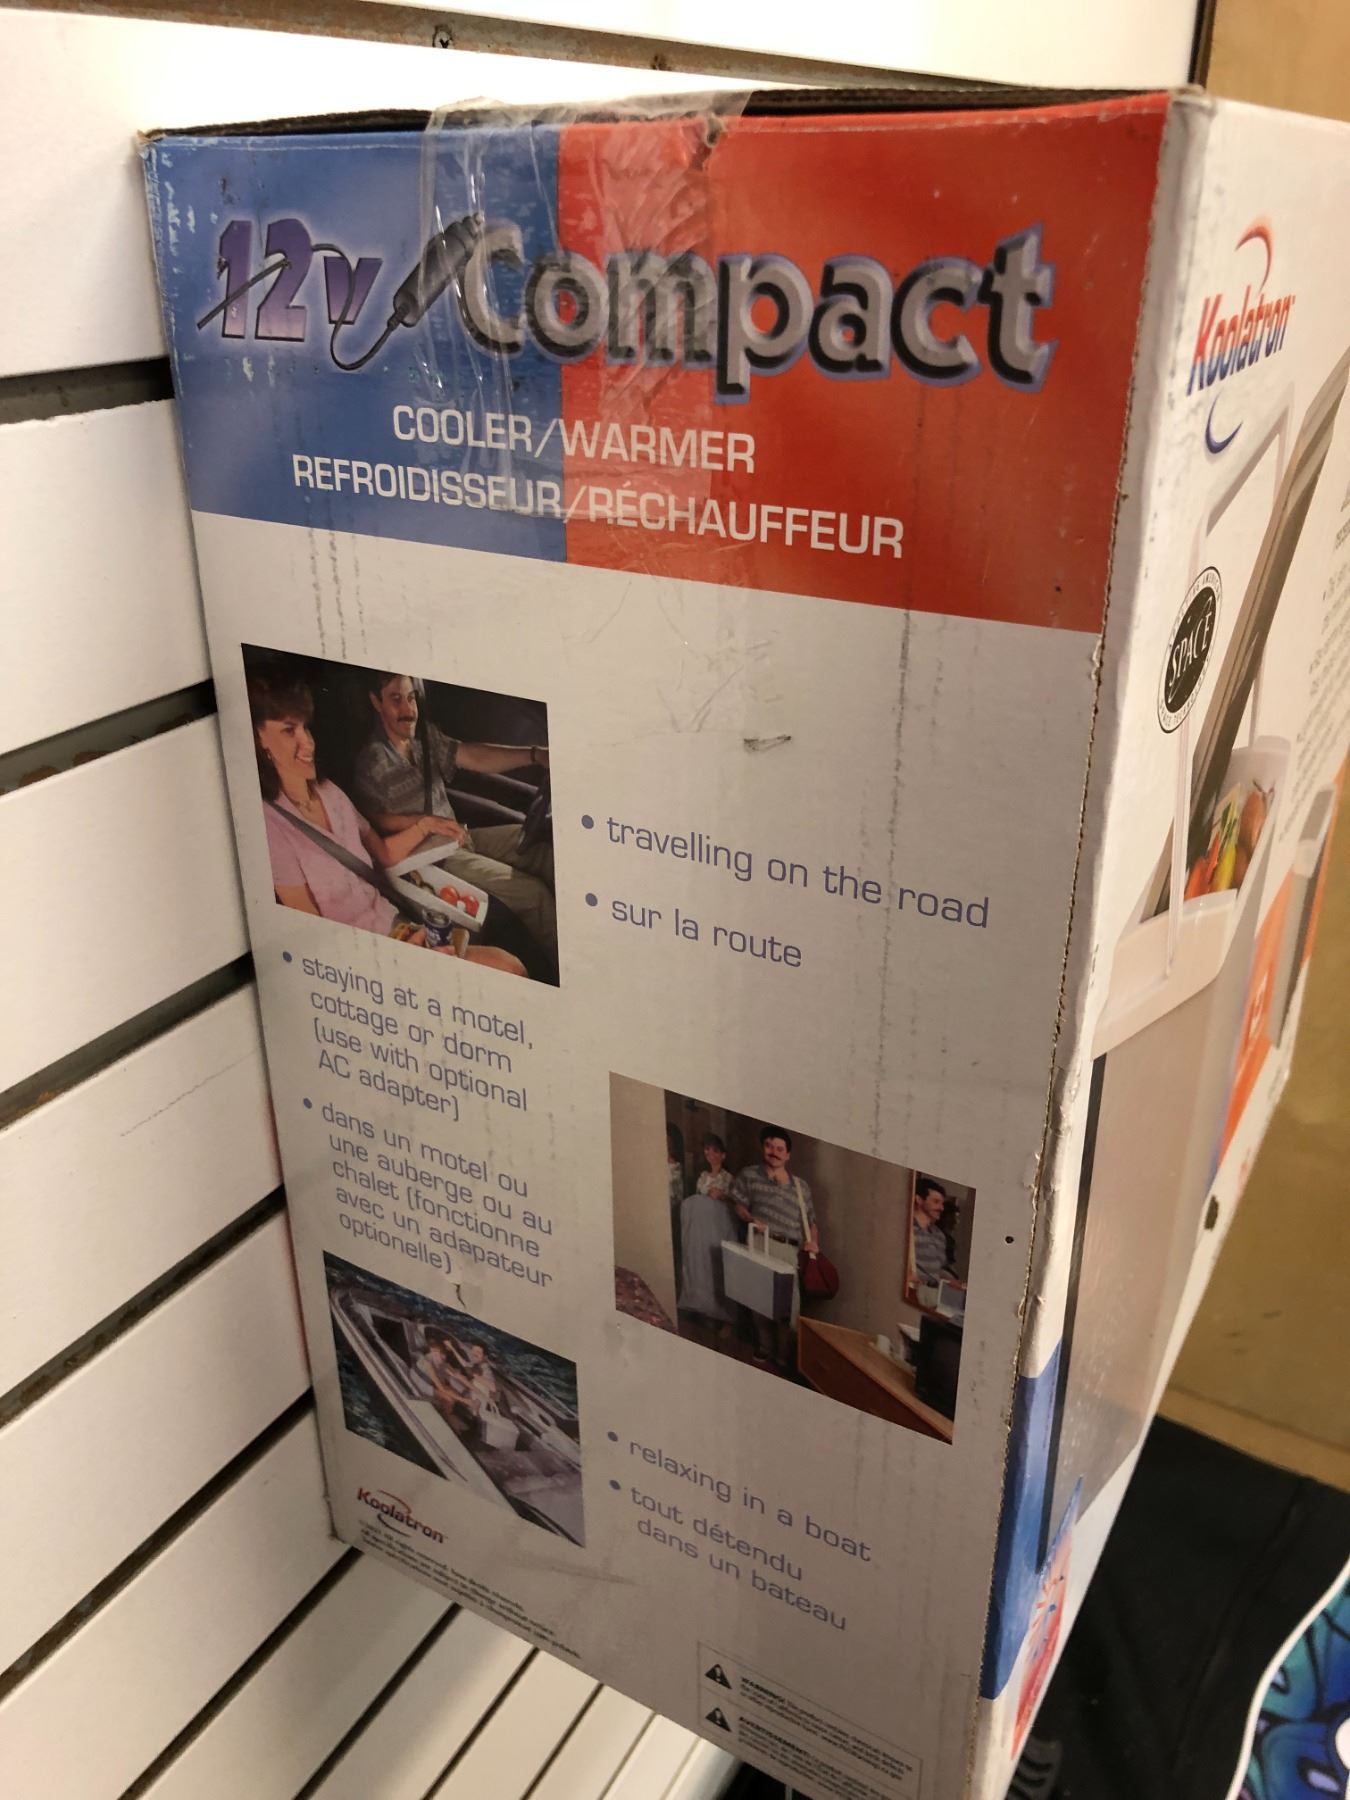 12v Compact
COOLER/WARMER
REFROIDISSEUR/RÉCHAUFFEUR
• travelling on the road
• sur la route
• staying at a motel,
cottage or dorm
(use with optional
AC adapter)
• dans un motel ou
une auberge ou au
chalet (fonctionne
avec un adapateur
optionelle)
• relaxing in a boat
• tout détendu
dans un bateau
Koolatron
WARNING!
AVERTISSEMENT:
Koolatron
SPACE